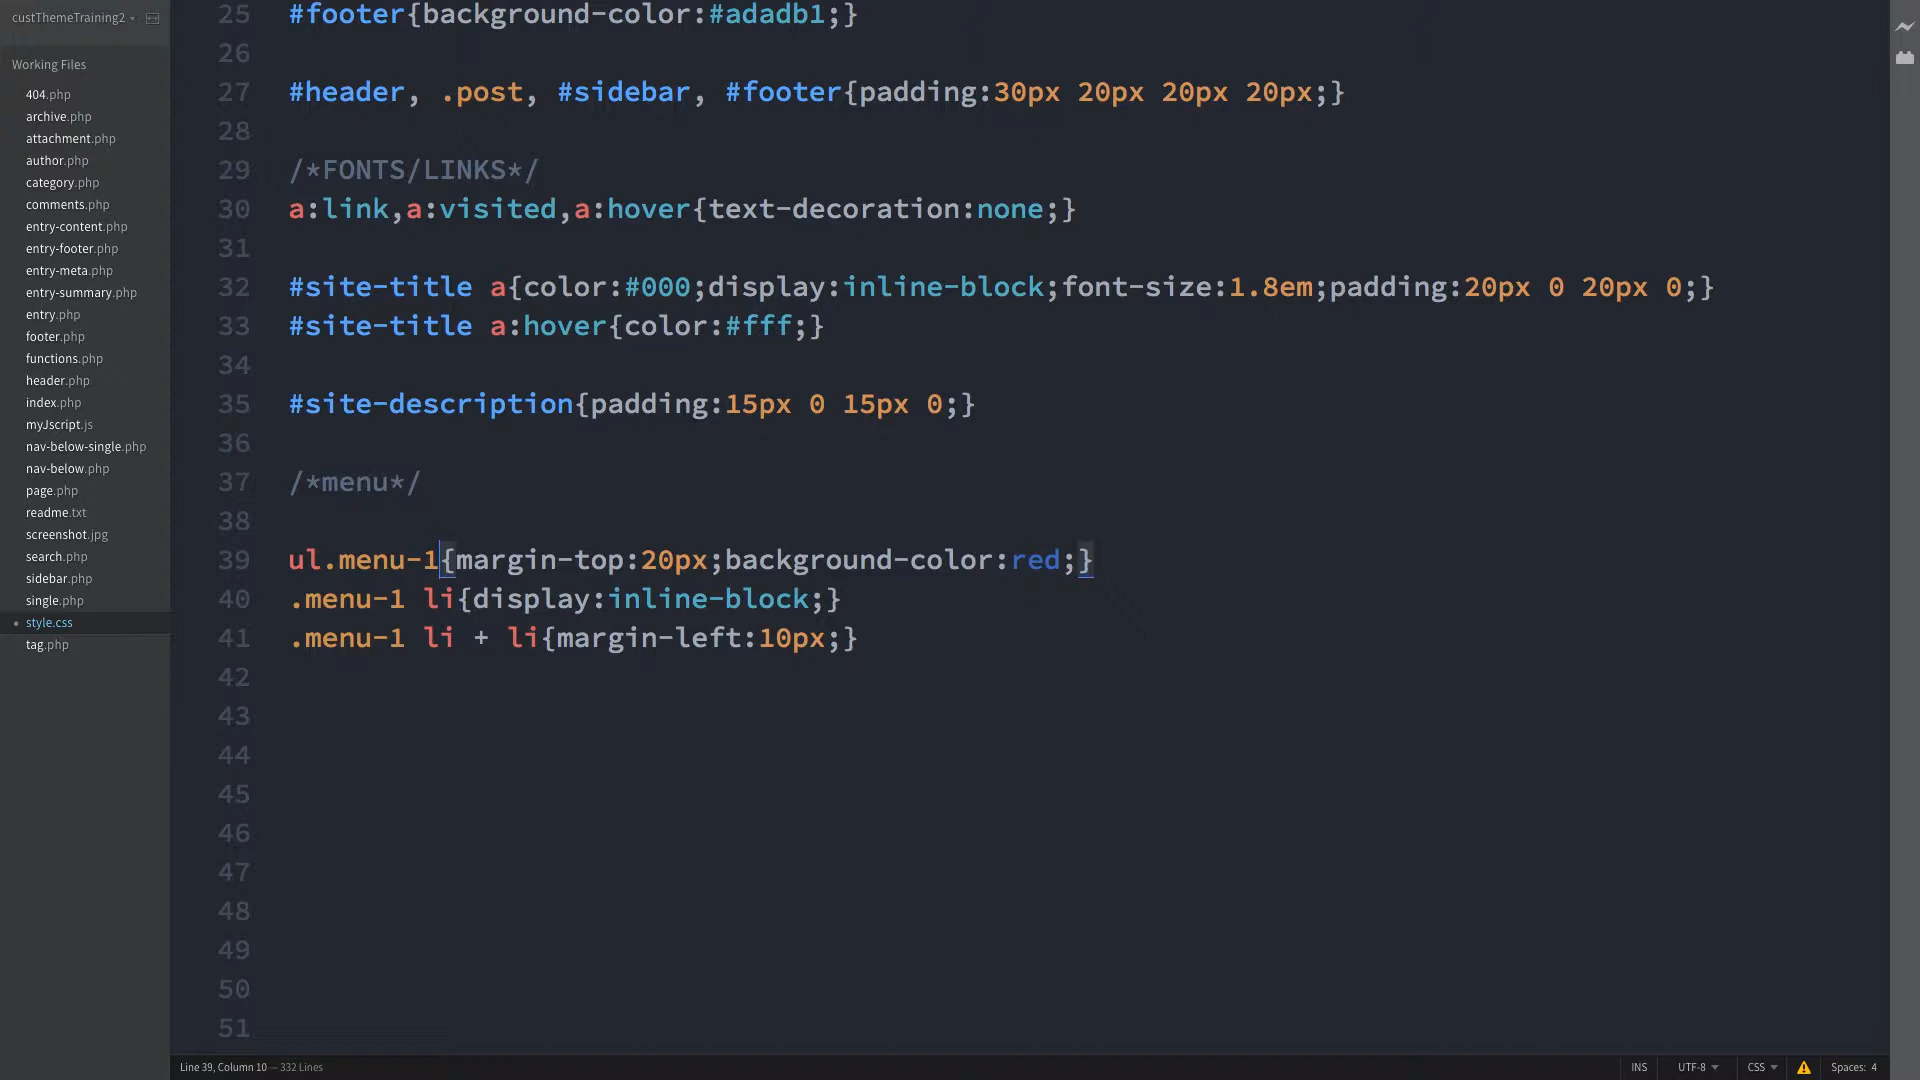 custThemeTraining2
Working Files
404.php
archive.php
attachment.php
author.php
category.php
comments.php
entry-content.php
entry-footer.php
entry-meta.php
entry-summary.php
entry.php
footer.php
functions.php
header.php
index.php
myJscript.js
nav-below-single.php
nav-below.php
page.php
readme.txt
screenshot.jpg
search.php
sidebar.php
single.php
style.css
tag.php
25 #footer{background-color:#adadb1;}
26
27 #header, .post, #sidebar, #footer{padding:30px 20px 20px 20px;}
28
29 /*FONTS/LINKS*/
30 a:link,a:visited,a:hover{text-decoration:none;}
31
32 #site-title a{color:#000;display:inline-block;font-size:1.8em;padding:20px 0 20px 0;}
33 #site-title a:hover{color:#fff;}
34
35 #site-description{padding:15px 0 15px 0;}
36
37 /*menu*/
38
39 ul.menu-1{margin-top:20px;background-color:red;}
40 .menu-1 li{display:inline-block;}
41 .menu-1 li + li{margin-left:10px;}
42
43
44
45
46
47
48
49
50
51
Line 39, Column 10 — 332 Lines
INS UTF-8 CSS Spaces: 4